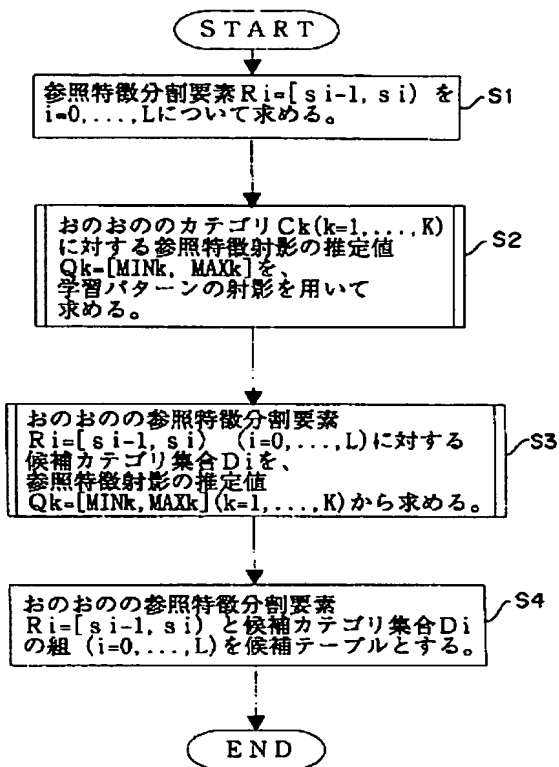 START
参照特徴分割要素Ri=[si-1, si) を
i=0,...,Lについて求める。
S1
おのおののカテゴリCk(k=1,...,K)
に対する参照特徴射影の推定値
Qk=[MINk, MAXk]を、
学習パターンの射影を用いて
求める。
S2
おのおのの参照特徴分割要素
Ri=[si-1, si) (i=0,...,L)に対する
候補カテゴリ集合Diを、
参照特徴射影の推定値
Qk=[MINk,MAXk](k=1,...,K)から求める。
S3
おのおのの参照特徴分割要素
Ri=[si-1, si) と候補カテゴリ集合Di
の組 (i=0,...,L)を候補テーブルとする。
S4
END